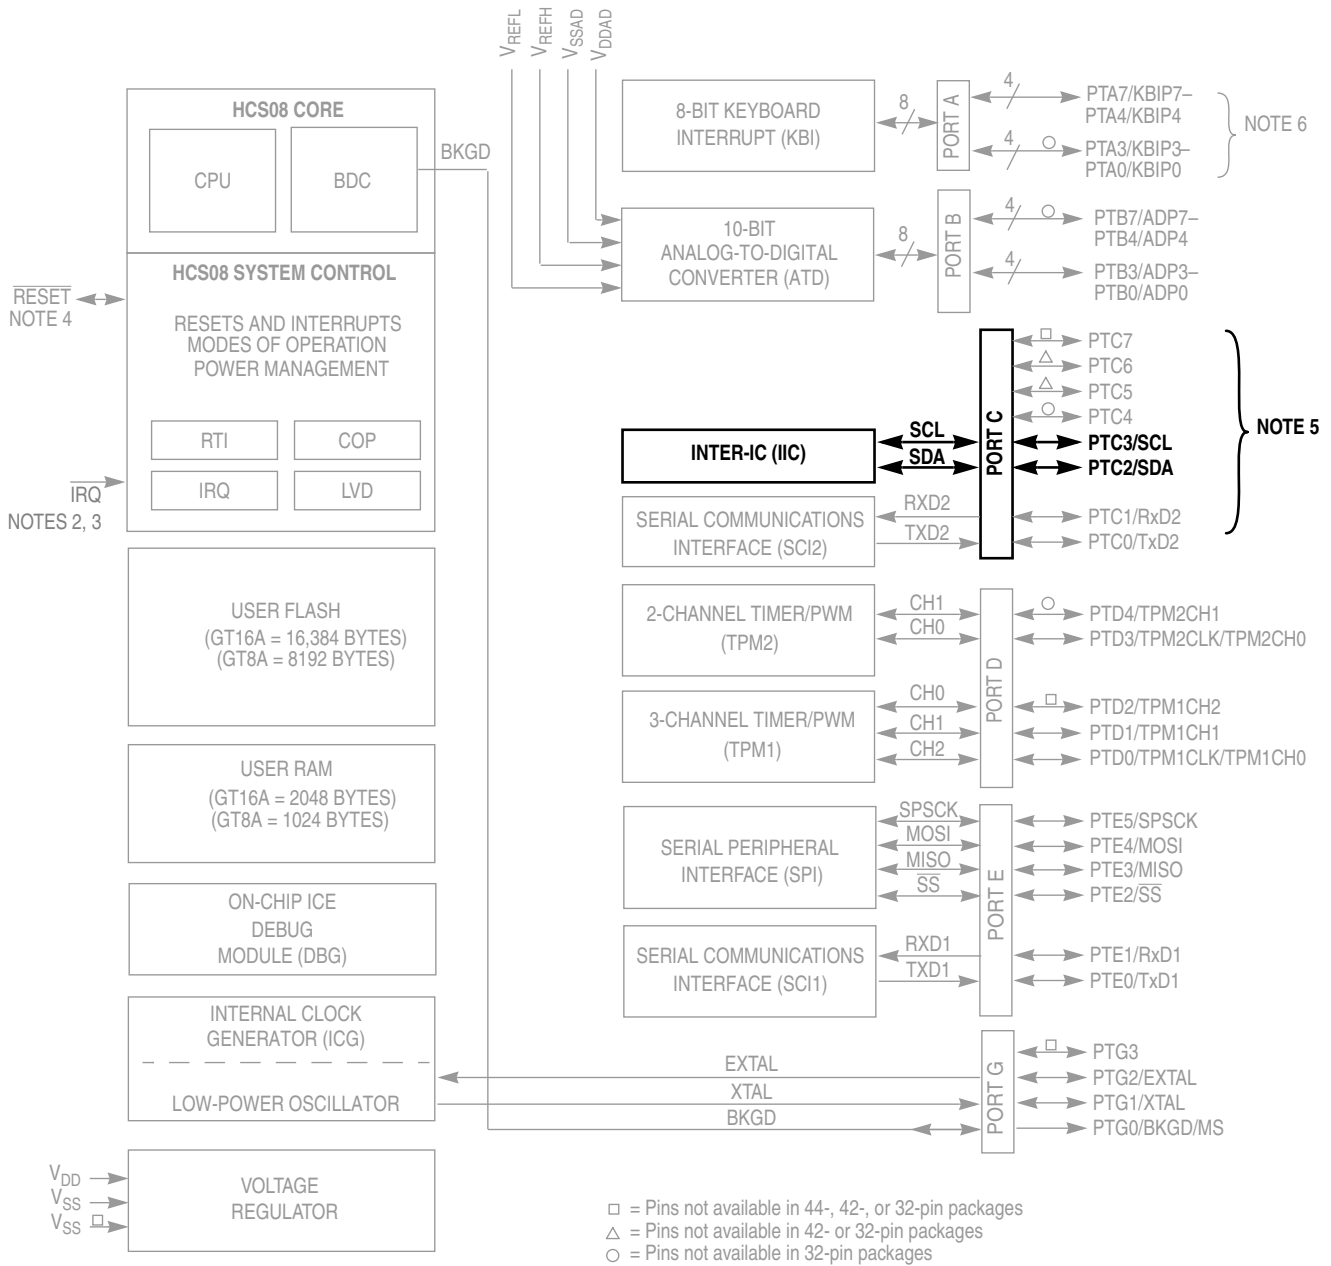 VREFL
VREFH
VSSAD
VDDAD
HCS08 CORE
CPU
BDC
BKGD
HCS08 SYSTEM CONTROL
RESETS AND INTERRUPTS
MODES OF OPERATION
POWER MANAGEMENT
RTI
COP
IRQ
LVD
RESET
NOTE 4
IRQ
NOTES 2, 3
USER FLASH
(GT16A = 16,384 BYTES)
(GT8A = 8192 BYTES)
USER RAM
(GT16A = 2048 BYTES)
(GT8A = 1024 BYTES)
ON-CHIP ICE
DEBUG
MODULE (DBG)
INTERNAL CLOCK
GENERATOR (ICG)
LOW-POWER OSCILLATOR
VDD
VSS
VSS
VOLTAGE
REGULATOR
8-BIT KEYBOARD
INTERRUPT (KBI)
8
PORT A
4
PTA7/KBIP7–
PTA4/KBIP4
4
PTA3/KBIP3–
PTA0/KBIP0
NOTE 6
10-BIT
ANALOG-TO-DIGITAL
CONVERTER (ATD)
8
PORT B
4
PTB7/ADP7–
PTB4/ADP4
4
PTB3/ADP3–
PTB0/ADP0
INTER-IC (IIC)
SCL
SDA
SERIAL COMMUNICATIONS
INTERFACE (SCI2)
RXD2
TXD2
PORT C
PTC7
PTC6
PTC5
PTC4
PTC3/SCL
PTC2/SDA
PTC1/RxD2
PTC0/TxD2
NOTE 5
2-CHANNEL TIMER/PWM
(TPM2)
CH1
CH0
3-CHANNEL TIMER/PWM
(TPM1)
CH0
CH1
CH2
PORT D
PTD4/TPM2CH1
PTD3/TPM2CLK/TPM2CH0
PTD2/TPM1CH2
PTD1/TPM1CH1
PTD0/TPM1CLK/TPM1CH0
SERIAL PERIPHERAL
INTERFACE (SPI)
SPSCK
MOSI
MISO
SS
SERIAL COMMUNICATIONS
INTERFACE (SCI1)
RXD1
TXD1
PORT E
PTE5/SPSCK
PTE4/MOSI
PTE3/MISO
PTE2/SS
PTE1/RxD1
PTE0/TxD1
EXTAL
XTAL
BKGD
PORT G
PTG3
PTG2/EXTAL
PTG1/XTAL
PTG0/BKGD/MS
= Pins not available in 44-, 42-, or 32-pin packages
= Pins not available in 42- or 32-pin packages
= Pins not available in 32-pin packages